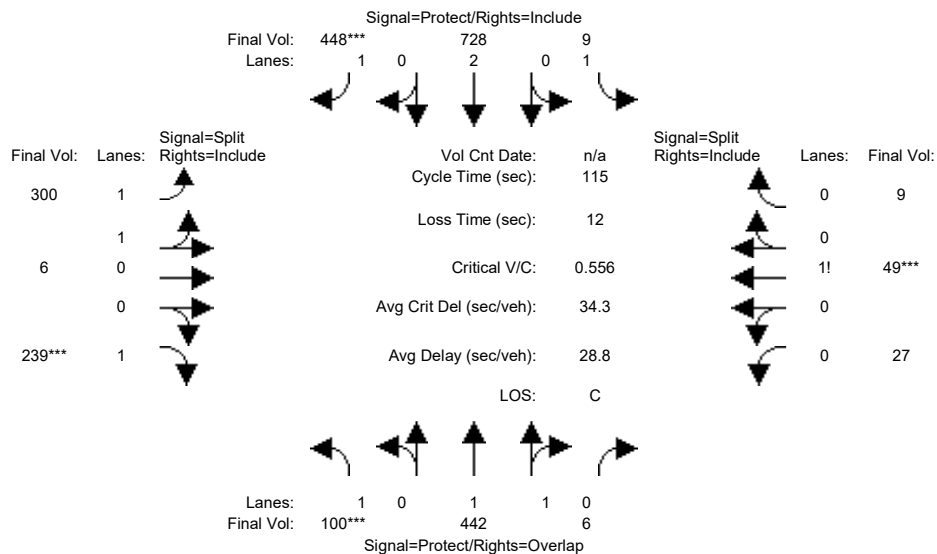 Signal=Protect/Rights=Include
Final Vol: 448*** 728 9
Lanes: 1 0 2 0 1
Signal=Split Signal=Split
Final Vol: Lanes: Rights=Include Vol Cnt Date: n/a Rights=Include Lanes: Final Vol:
Cycle Time (sec): 115
300 1 0 9
Loss Time (sec): 12
1 0
6 0 Critical V/C: 0.556 1! 49***
0 Avg Crit Del (sec/veh): 34.3 0
239*** 1 Avg Delay (sec/veh): 28.8 0 27
LOS: C
Lanes: 1 0 1 1 0
Final Vol: 100*** 442 6
Signal=Protect/Rights=Overlap